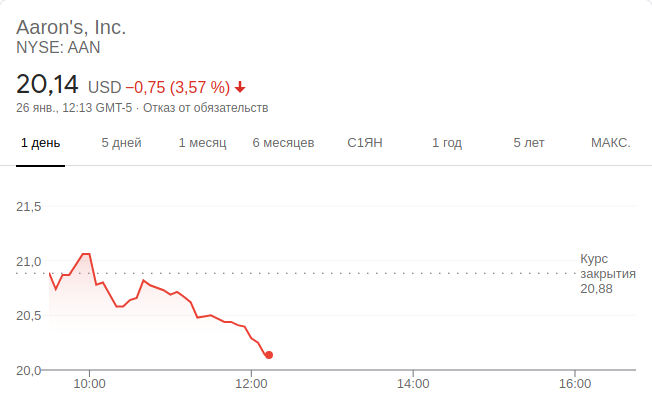 Aaron's, Inc.
NYSE: AAN
20,14 USD −0,75 (3,57 %)
26 янв., 12:13 GMT-5 · Отказ от обязательств
1 день 5 дней 1 месяц 6 месяцев С1ЯН 1 год 5 лет МАКС.
21,5
21,0
20,5
20,0
Курс
закрытия
20,88
10:00 12:00 14:00 16:00